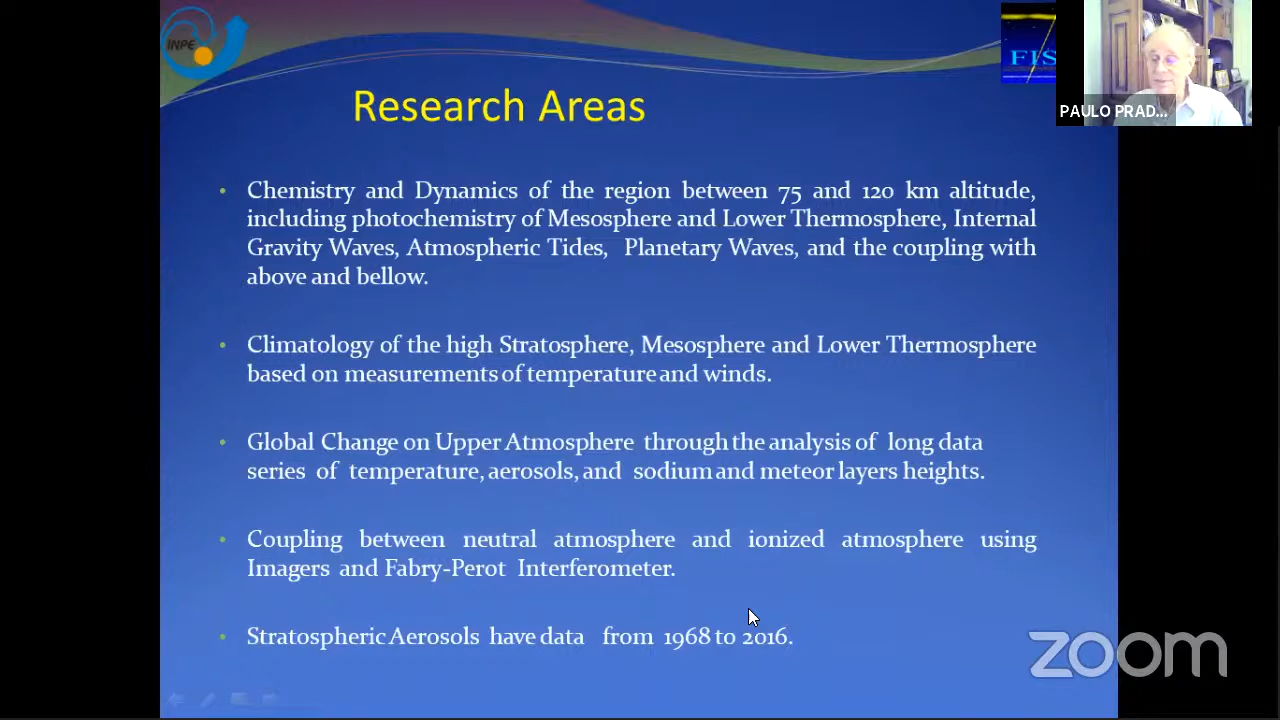 INPE
FIS
PAULO PRAD...
Research Areas
• Chemistry and Dynamics of the region between 75 and 120 km altitude,
including photochemistry of Mesosphere and Lower Thermosphere, Internal
Gravity Waves, Atmospheric Tides, Planetary Waves, and the coupling with
above and bellow.
• Climatology of the high Stratosphere, Mesosphere and Lower Thermosphere
based on measurements of temperature and winds.
• Global Change on Upper Atmosphere through the analysis of long data
series of temperature, aerosols, and sodium and meteor layers heights.
• Coupling between neutral atmosphere and ionized atmosphere using
Imagers and Fabry-Perot Interferometer.
• Stratospheric Aerosols have data from 1968 to 2016.
zoom